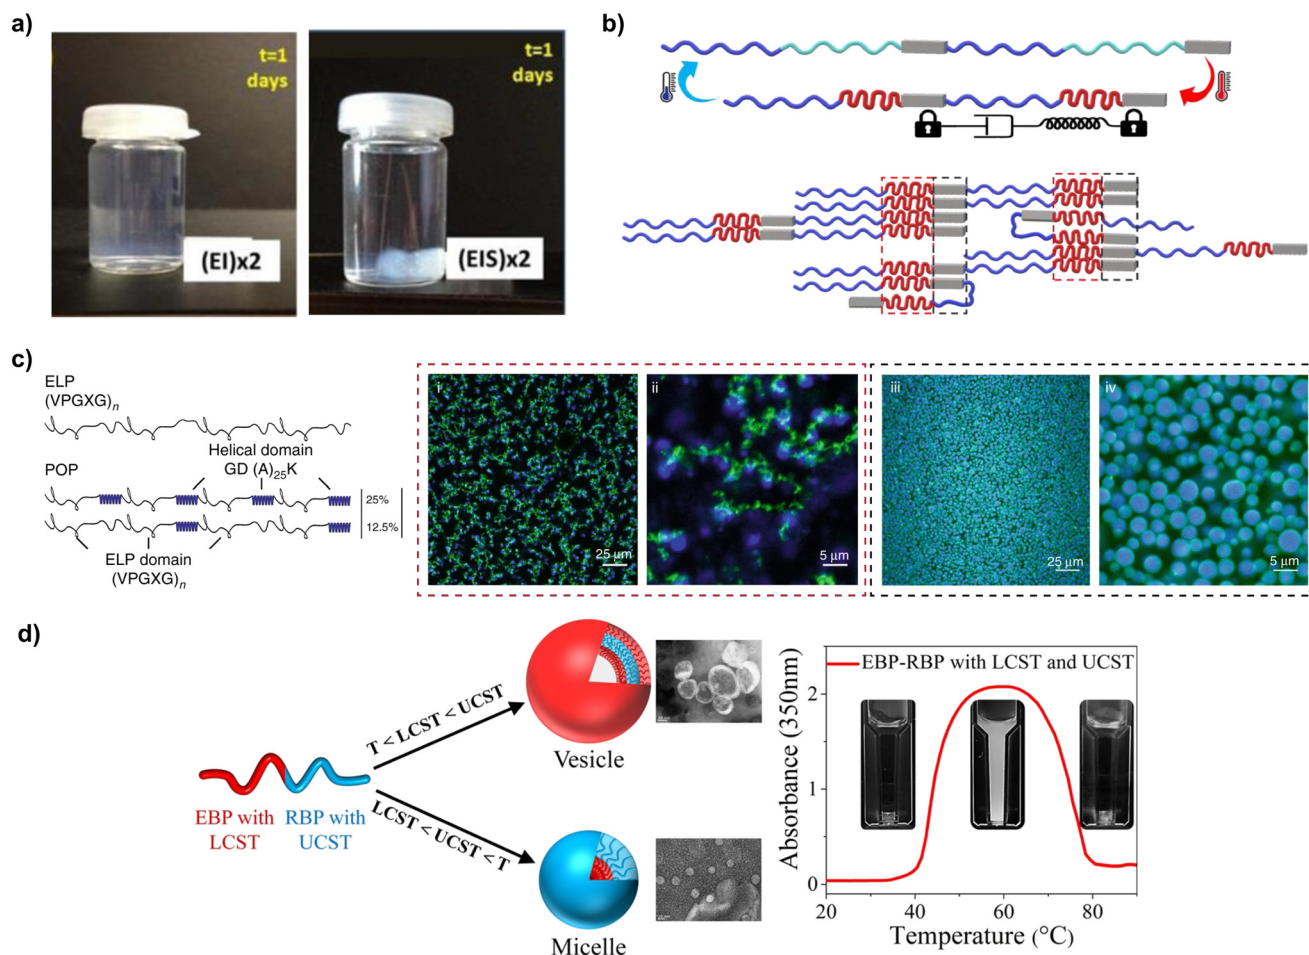 a)
t=1
days
(EI)x2
t=1
days
(EIS)x2
b)
c)
ELP
(VPGXG)n
Helical domain
GD (A)25K
POP
25%
12.5%
ELP domain
(VPGXG)n
i
25 μm
ii
5 μm
iii
25 μm
iv
5 μm
d)
EBP with
LCST
RBP with
UCST
T < LCST < UCST
LCST < UCST < T
Vesicle
Micelle
EBP-RBP with LCST and UCST
Absorbance (350nm)
2
1
0
20
40
60
80
Temperature (°C)